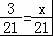 3/21 = x/21